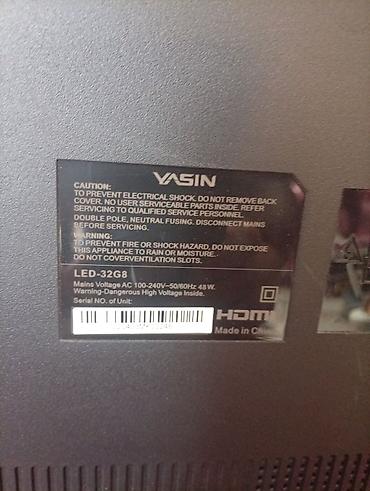 YASIN
CAUTION:
TO PREVENT ELECTRICAL SHOCK, DO NOT REMOVE BACK
COVER. NO USER SERVICEABLE PARTS INSIDE. REFER
SERVICING TO QUALIFIED SERVICE PERSONNEL.
DOUBLE POLE, NEUTRAL FUSING. DISCONNECT MAINS
BEFORE SERVICING.
WARNING:
TO PREVENT FIRE OR SHOCK HAZARD, DO NOT EXPOSE
THIS APPLIANCE TO RAIN OR MOISTURE.
DO NOT COVERVENTILATION SLOTS.
LED-32G8
Mains Voltage AC 100-240V~50/60Hz 48W.
Warning-Dangerous High Voltage Inside.
Serial NO. of Unit:
HDMI
Made in